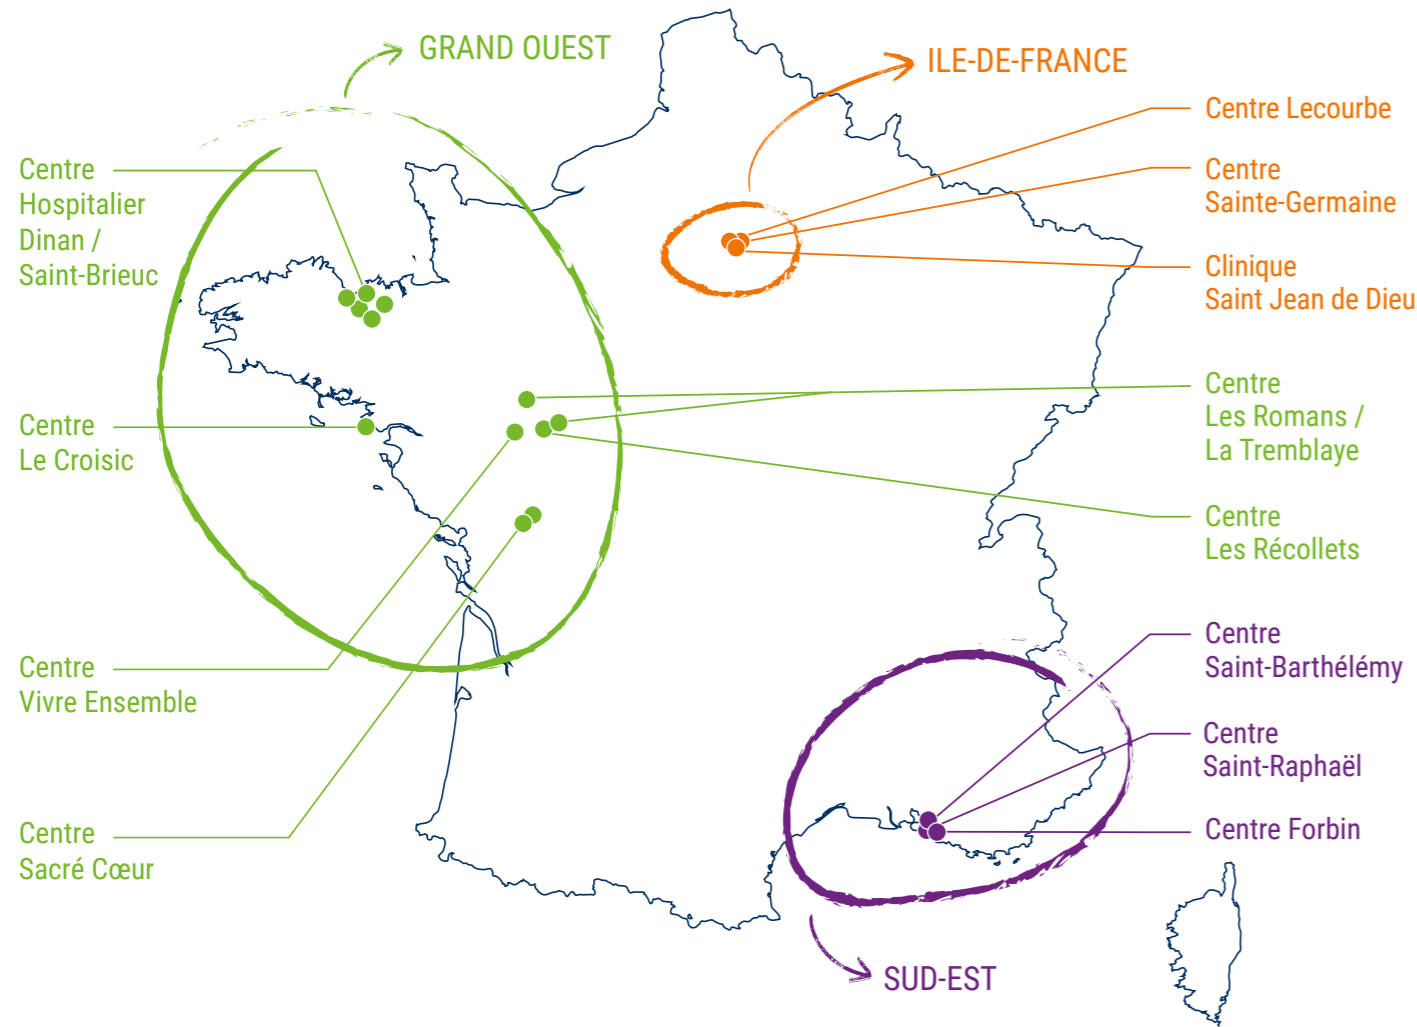 GRAND OUEST
ILE-DE-FRANCE
Centre
Hospitalier
Dinan /
Saint-Brieuc
Centre
Le Croisic
Centre
Vivre Ensemble
Centre
Sacré Cœur
Centre Lecourbe
Centre
Sainte-Germaine
Clinique
Saint Jean de Dieu
Centre
Les Romans /
La Tremblaye
Centre
Les Récollets
Centre
Saint-Barthélémy
Centre
Saint-Raphaël
Centre Forbin
SUD-EST